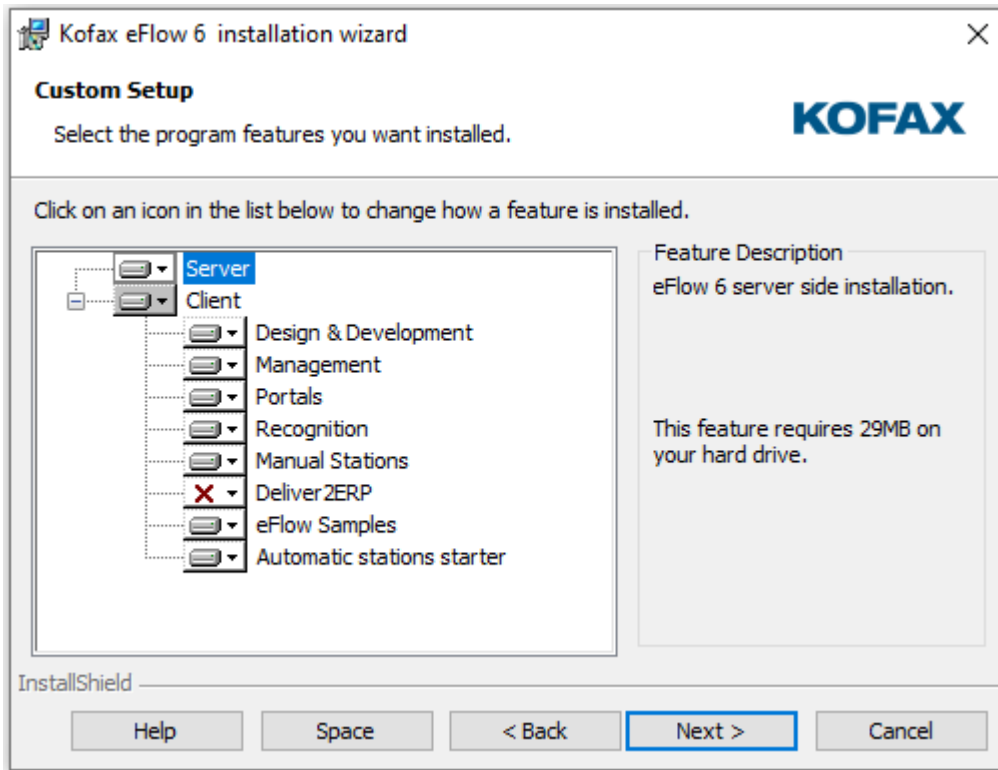 Kofax eFlow 6  installation wizard
Custom Setup
Select the program features you want installed.
KOFAX
Click on an icon in the list below to change how a feature is installed.
Server
Client
Design & Development
Management
Portals
Recognition
Manual Stations
Deliver2ERP
eFlow Samples
Automatic stations starter
Feature Description
eFlow 6 server side installation.
This feature requires 29MB on
your hard drive.
InstallShield
Help
Space
< Back
Next >
Cancel